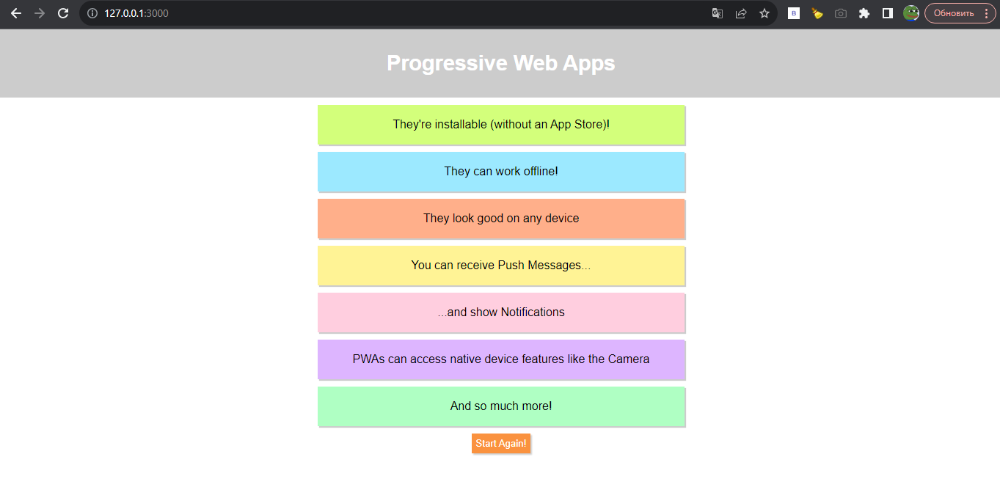 127.0.0.1:3000
B
Обновить
Progressive Web Apps
They're installable (without an App Store)!
They can work offline!
They look good on any device
You can receive Push Messages...
...and show Notifications
PWAs can access native device features like the Camera
And so much more!
Start Again!